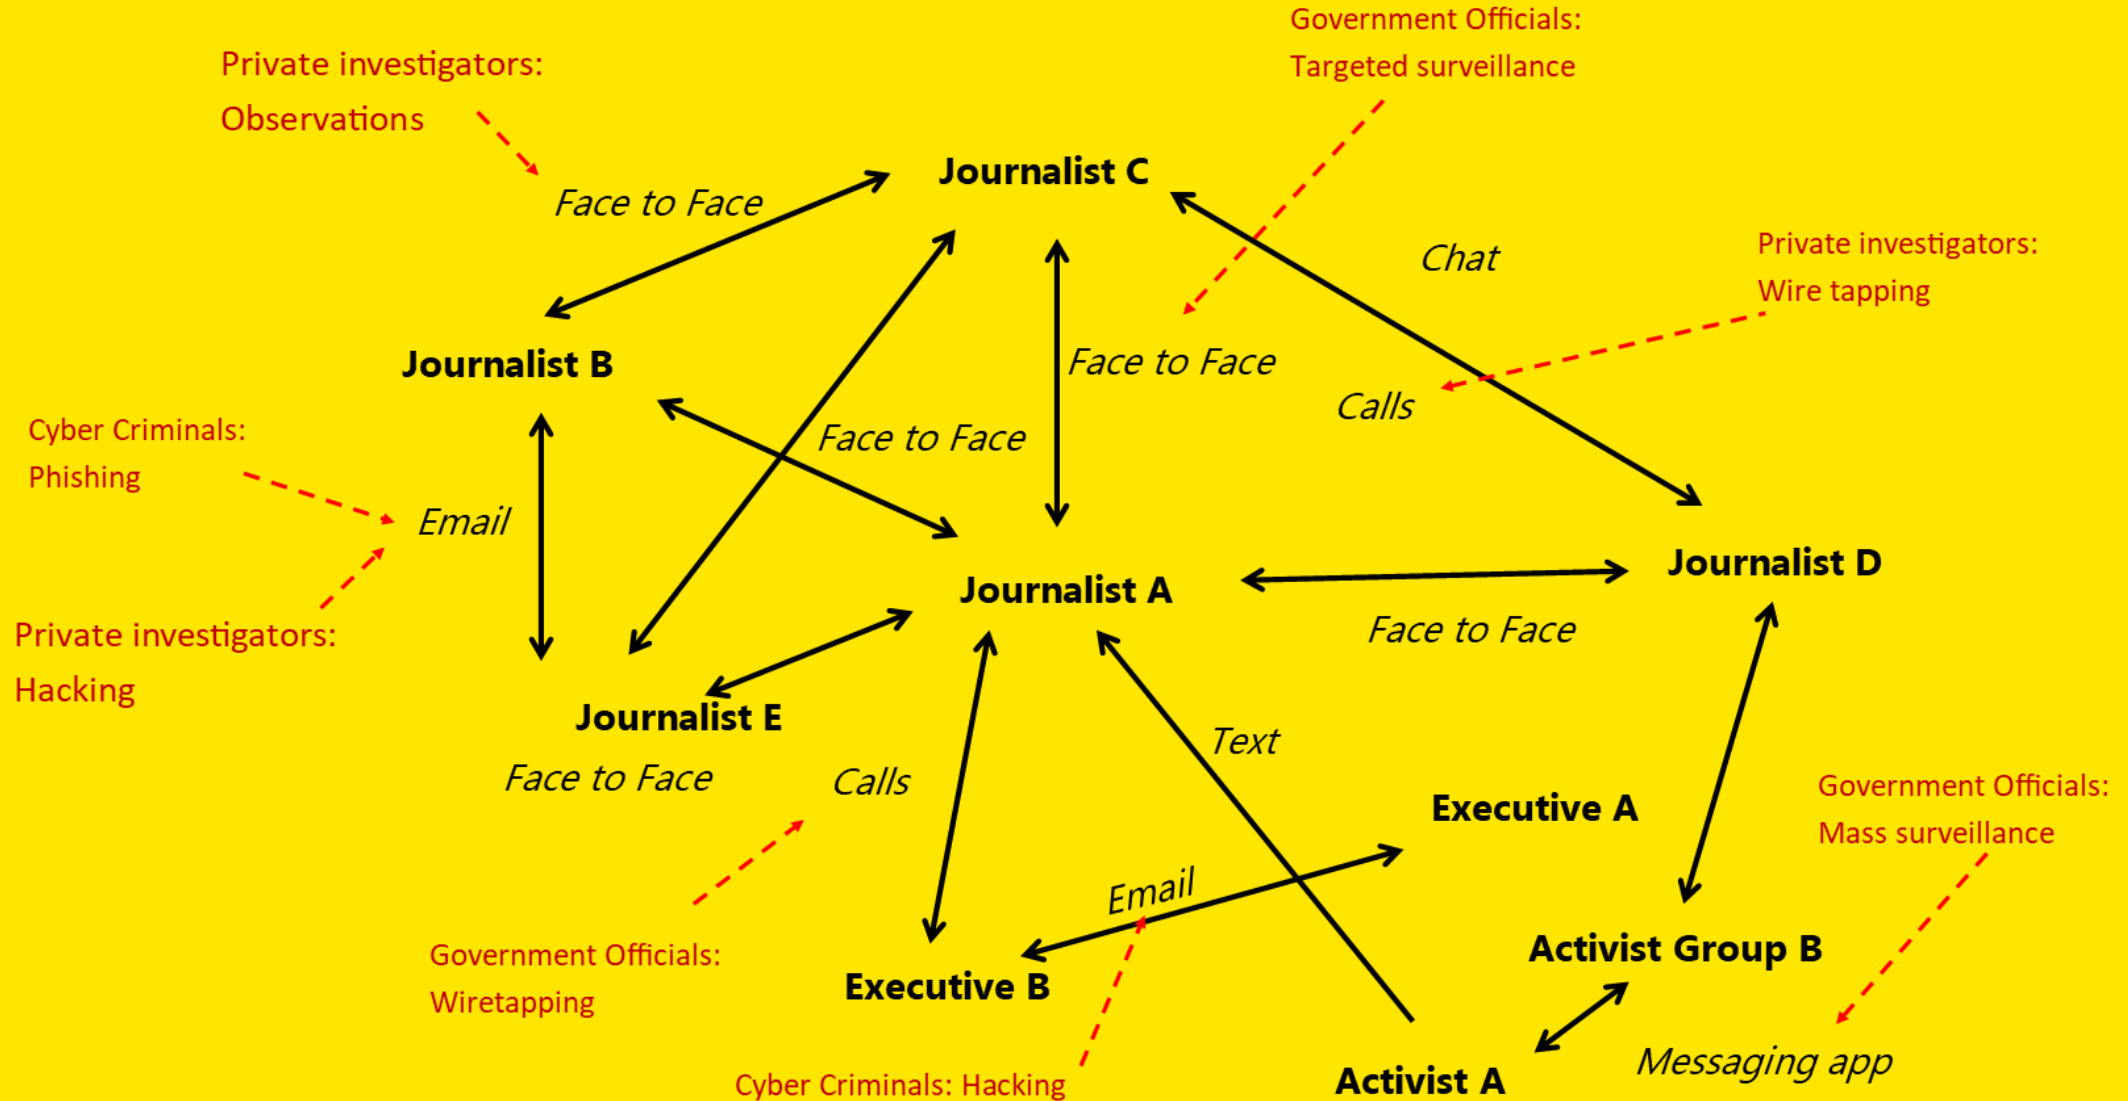 Government Officials:
Targeted surveillance
Private investigators:
Observations
Journalist C
Face to Face
Chat
Private investigators:
Wire tapping
Journalist B
Face to Face
Calls
Cyber Criminals:
Phishing
Face to Face
Email
Journalist D
Journalist A
Face to Face
Private investigators:
Hacking
Journalist E
Face to Face
Calls
Text
Executive A
Government Officials:
Mass surveillance
Email
Government Officials:
Wiretapping
Executive B
Activist Group B
Messaging app
Cyber Criminals: Hacking
Activist A